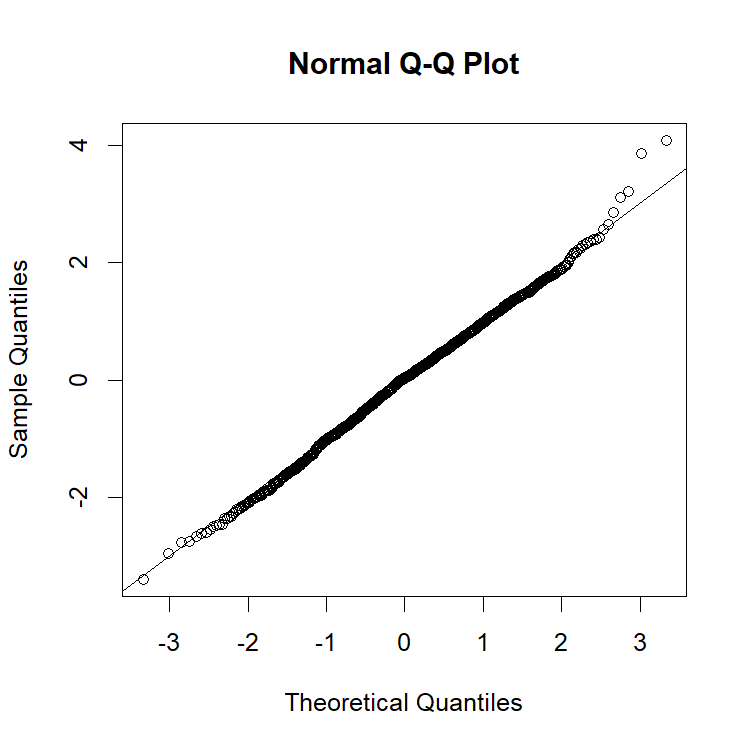 Normal Q-Q Plot
Sample Quantiles
4
2
0
-2
-3 -2 -1 0 1 2 3
Theoretical Quantiles